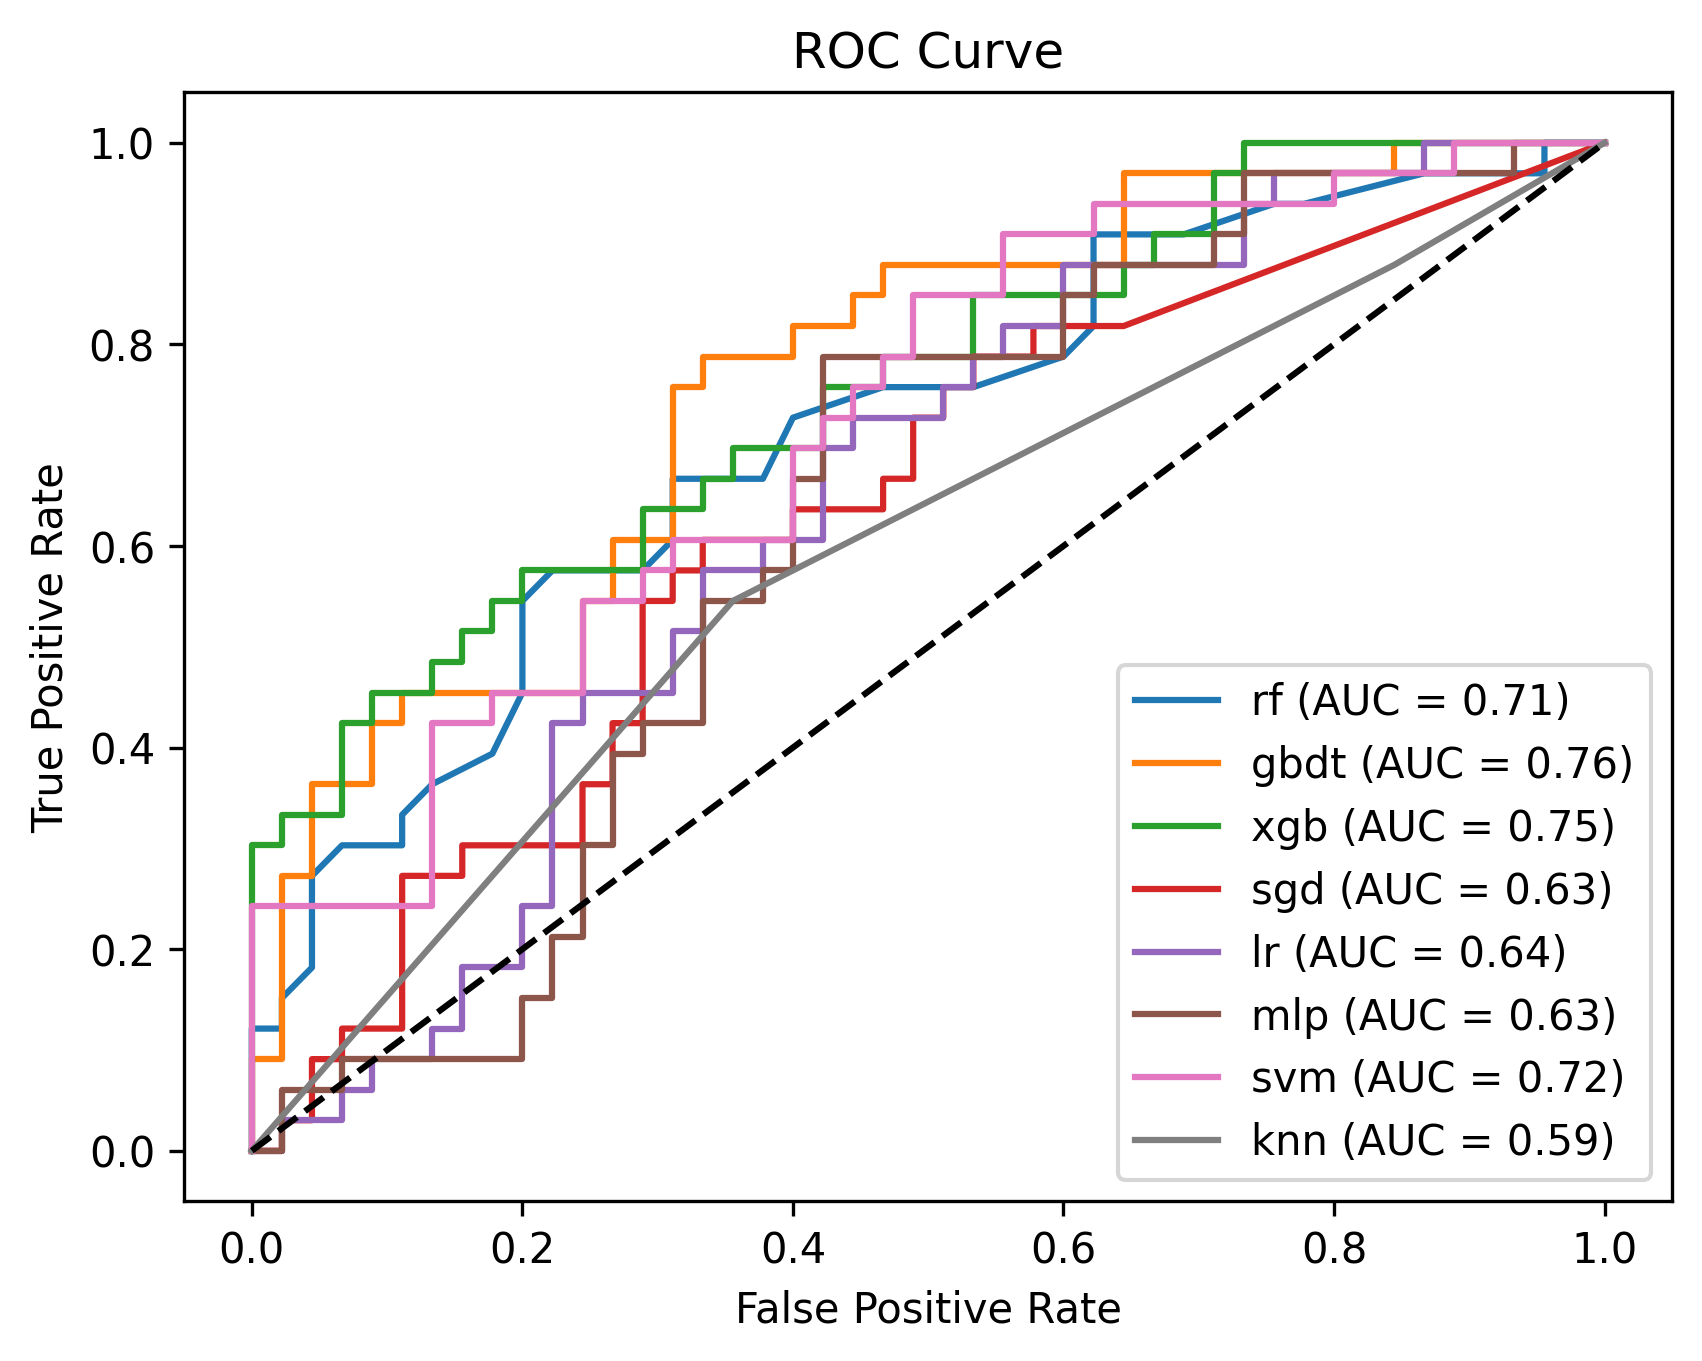 ROC Curve
True Positive Rate
1.0
0.8
0.6
0.4
0.2
0.0
rf (AUC = 0.71)
gbdt (AUC = 0.76)
xgb (AUC = 0.75)
sgd (AUC = 0.63)
lr (AUC = 0.64)
mlp (AUC = 0.63)
svm (AUC = 0.72)
knn (AUC = 0.59)
0.0 0.2 0.4 0.6 0.8 1.0
False Positive Rate